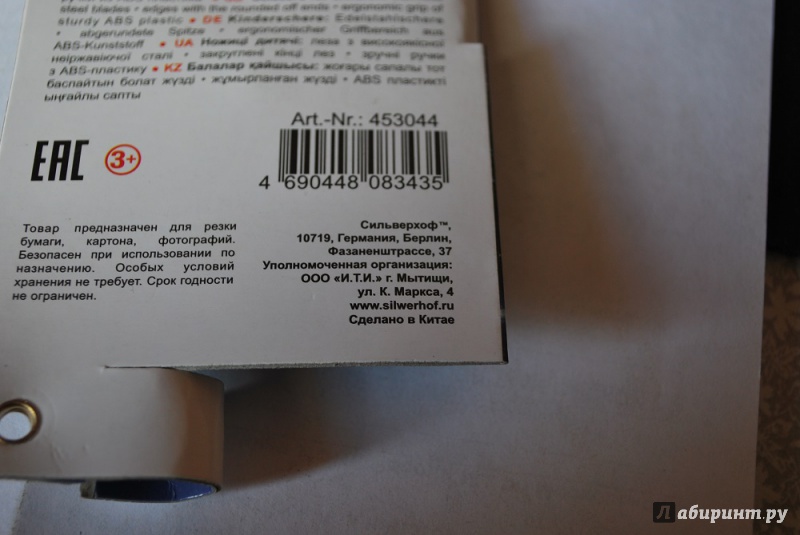 steel blades • edges with the rounded off ends • ergonomic grip of
sturdy ABS plastic • DE Kinderschere: Edelstahlschere
• abgerundete Spitze • ergonomischer Griffbereich aus
ABS-Kunststoff • UA Ножиці дитячі: леза з високоякісної
неіржавіючої сталі • закруглені кінці лез • зручні ручки
з ABS-пластику • KZ Балалар қайшысы: жоғары сапалы тот
баспайтын болат жүзді • жұмырланған жүзді • ABS пластикті
ыңғайлы сапты
Art.-Nr.: 453044
4 690448 083435
EAC 3+
Товар предназначен для резки
бумаги, картона, фотографий.
Безопасен при использовании по
назначению. Особых условий
хранения не требует. Срок годности
не ограничен.
Сильверхоф™,
10719, Германия, Берлин,
Фазаненштрассе, 37
Уполномоченная организация:
ООО «И.Т.И.» г. Мытищи,
ул. К. Маркса, 4
www.silwerhof.ru
Сделано в Китае
Лабиринт.ру